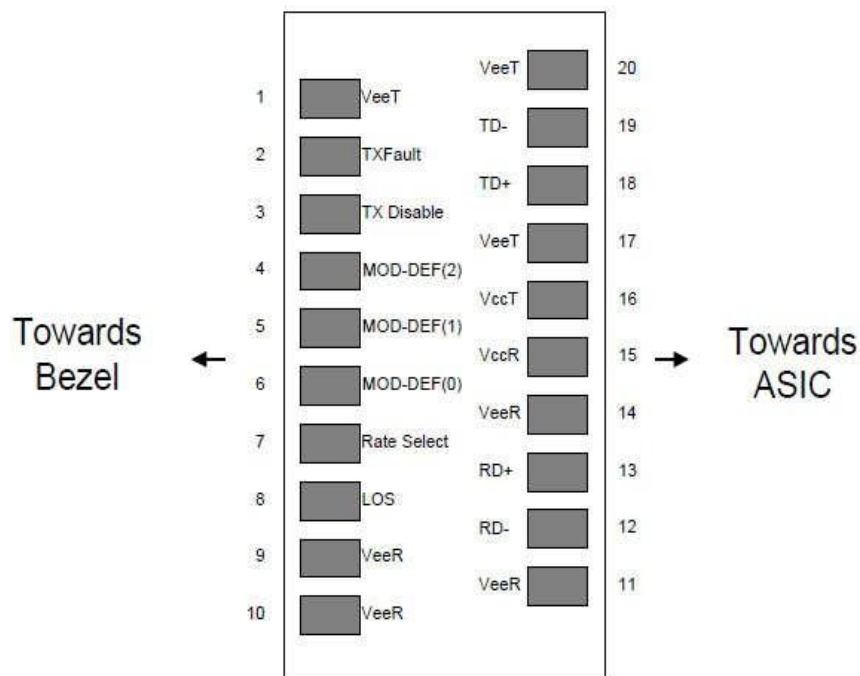 VeeT 20
1 VeeT
TD- 19
2 TXFault
TD+ 18
3 TX Disable
VeeT 17
4 MOD-DEF(2)
VccT 16
5 MOD-DEF(1)
Towards
Bezel
VccR 15
Towards
ASIC
6 MOD-DEF(0)
VeeR 14
7 Rate Select
RD+ 13
8 LOS
RD- 12
9 VeeR
VeeR 11
10 VeeR